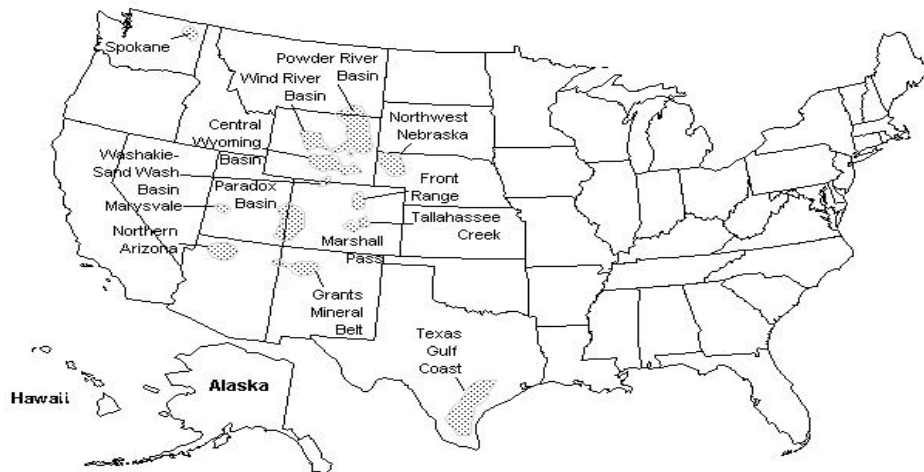 Spokane
Powder River
Basin
Wind River
Basin
Central
Wyoming
Basin
Northwest
Nebraska
Washakie-
Sand Wash
Basin
Paradox
Basin
Front
Range
Marysvale
Tallahassee
Creek
Northern
Arizona
Marshall
Pass
Grants
Mineral
Belt
Texas
Gulf
Coast
Alaska
Hawaii